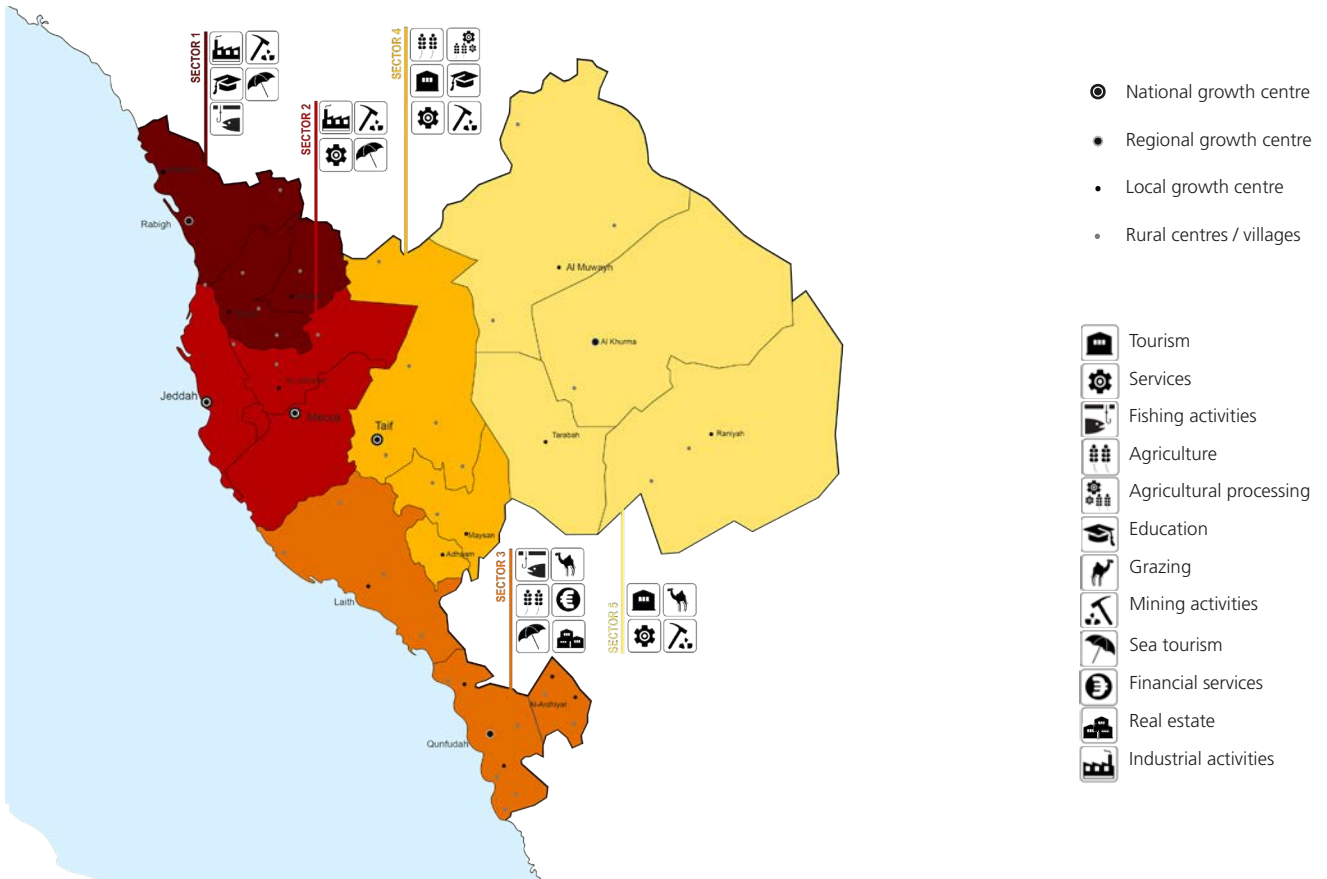 SECTOR 1
SECTOR 2
SECTOR 4
Rabigh
Al Muwayh
Al Khurma
Jeddah
Mecca
Taif
Tarabah
Raniyah
Maysan
Adham
Laith
SECTOR 3
SECTOR 5
Al-Ardhiyat
Qunfudah
National growth centre
Regional growth centre
Local growth centre
Rural centres / villages
Tourism
Services
Fishing activities
Agriculture
Agricultural processing
Education
Grazing
Mining activities
Sea tourism
Financial services
Real estate
Industrial activities